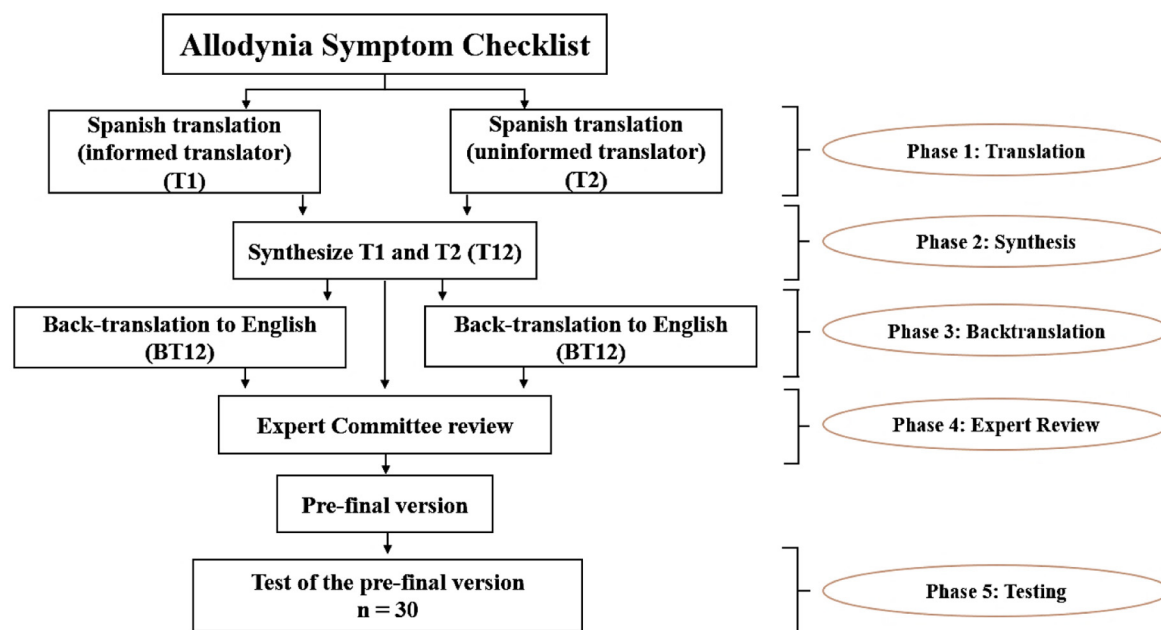 Allodynia Symptom Checklist
Spanish translation
(informed translator)
(T1)
Spanish translation
(uninformed translator)
(T2)
Phase 1: Translation
Synthesize T1 and T2 (T12)
Phase 2: Synthesis
Back-translation to English
(BT12)
Back-translation to English
(BT12)
Phase 3: Backtranslation
Expert Committee review
Phase 4: Expert Review
Pre-final version
Test of the pre-final version
n = 30
Phase 5: Testing